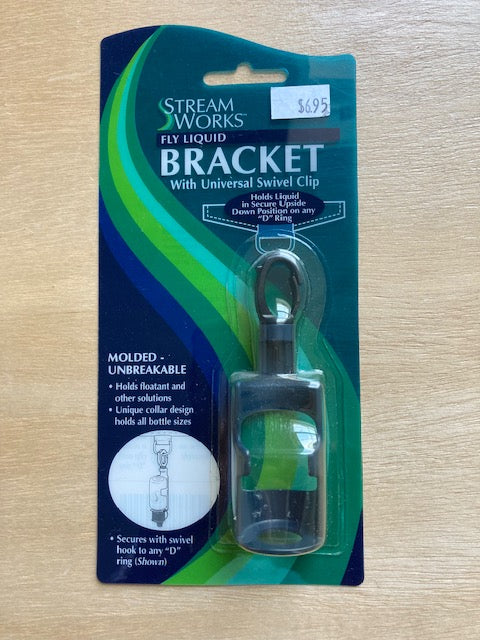 STREAM
WORKS™
$6.95
FLY LIQUID
BRACKET
With Universal Swivel Clip
Holds Liquid
in Secure Upside
Down Position on any
"D" Ring
MOLDED -
UNBREAKABLE
• Holds floatant and
other solutions
• Unique collar design
holds all bottle sizes
• Secures with swivel
hook to any "D"
ring (Shown)